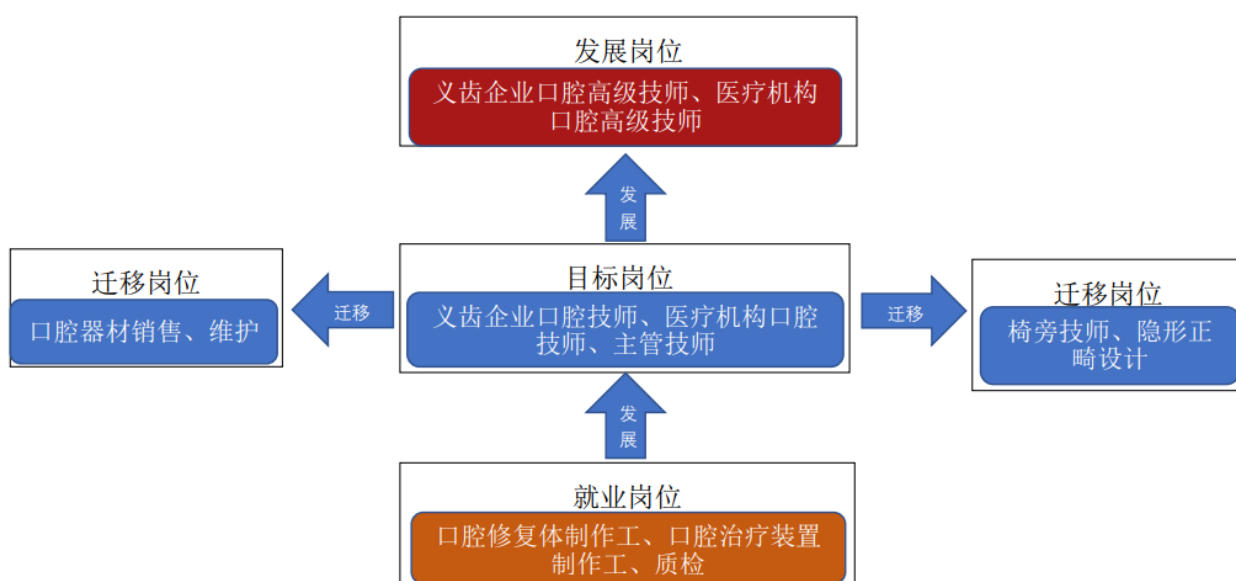 发展岗位
义齿企业口腔高级技师、医疗机构
口腔高级技师
发
展
迁移岗位
口腔器材销售、维护
迁移
目标岗位
义齿企业口腔技师、医疗机构口腔
技师、主管技师
迁移
迁移岗位
椅旁技师、隐形正
畸设计
发
展
就业岗位
口腔修复体制作工、口腔治疗装置
制作工、质检